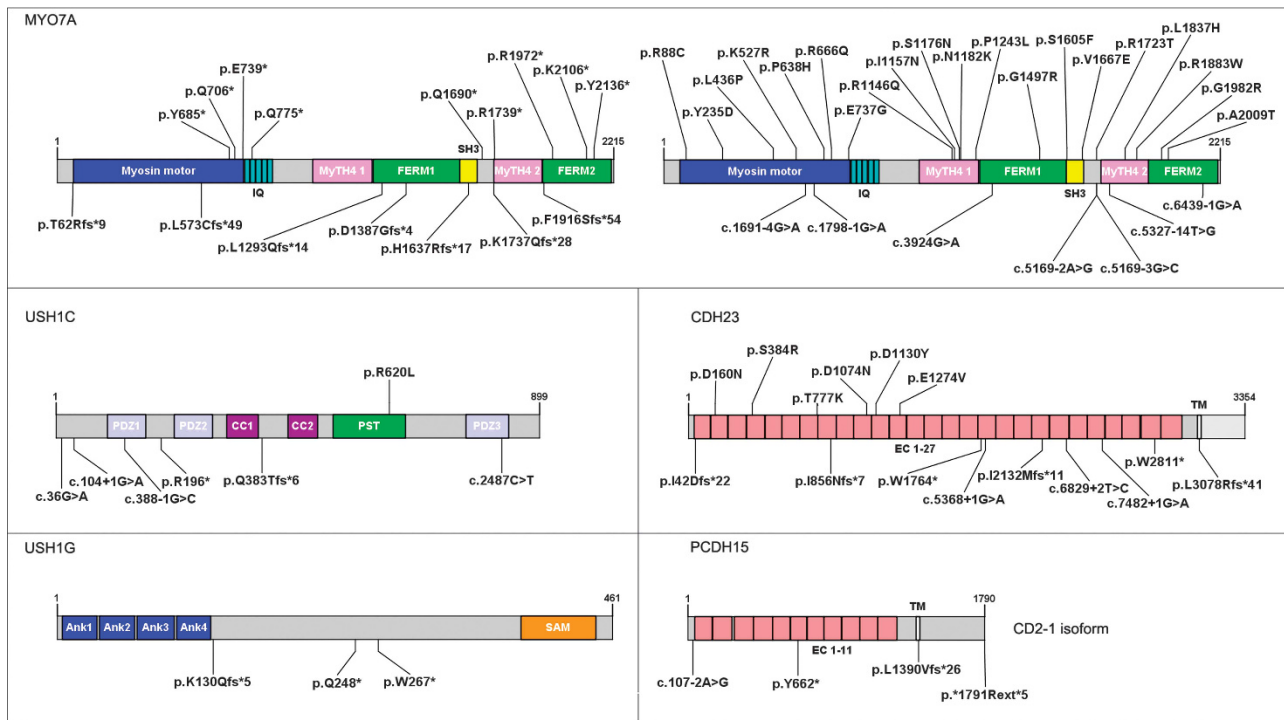 MYO7A
p.Y685*
p.Q706*
p.E739*
p.Q775*
p.Q1690*
p.R1739*
p.R1972*
p.K2106*
p.Y2136*
1
2215
SH3
Myosin motor
MyTH4 1
FERM1
MyTH4 2
FERM2
IQ
p.T62Rfs*9
p.L573Cfs*49
p.L1293Qfs*14
p.D1387Gfs*4
p.H1637Rfs*17
p.K1737Qfs*28
p.F1916Sfs*54
p.R88C
p.Y235D
p.L436P
p.K527R
p.P638H
p.R666Q
p.E737G
p.R1146Q
p.I1157N
p.S1176N
p.N1182K
p.P1243L
p.G1497R
p.S1605F
p.V1667E
p.R1723T
p.L1837H
p.R1883W
p.G1982R
p.A2009T
1
2215
Myosin motor
MyTH4 1
FERM1
MyTH4 2
FERM2
IQ
SH3
c.1691-4G>A
c.1798-1G>A
c.3924G>A
c.5169-2A>G
c.5169-3G>C
c.5327-14T>G
c.6439-1G>A
USH1C
p.R620L
1
899
PDZ1
PDZ2
CC1
CC2
PST
PDZ3
c.36G>A
c.104+1G>A
c.388-1G>C
p.R196*
p.Q383Tfs*6
c.2487C>T
CDH23
p.D160N
p.S384R
p.T777K
p.D1074N
p.D1130Y
p.E1274V
1
TM
3354
EC 1-27
p.I42Dfs*22
p.I856Nfs*7
p.W1764*
c.5368+1G>A
p.I2132Mfs*11
c.6829+2T>C
c.7482+1G>A
p.W2811*
p.L3078Rfs*41
USH1G
1
461
Ank1
Ank2
Ank3
Ank4
SAM
p.K130Qfs*5
p.Q248*
p.W267*
PCDH15
1
TM
1790
CD2-1 isoform
EC 1-11
c.107-2A>G
p.Y662*
p.L1390Vfs*26
p.*1791Rext*5